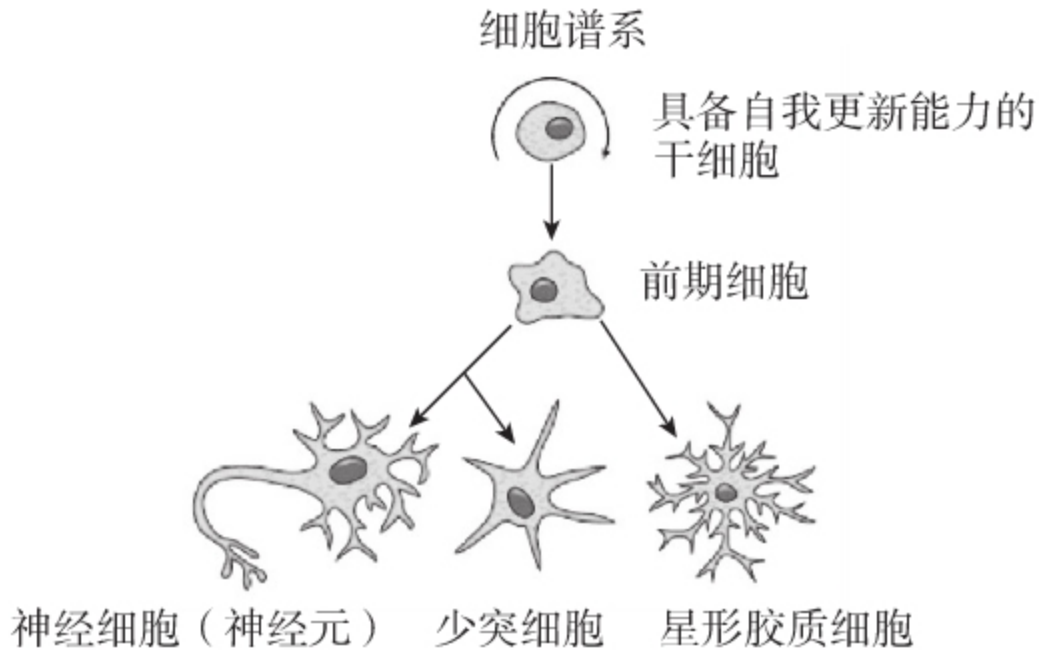 细胞谱系
具备自我更新能力的
干细胞
前期细胞
神经细胞（神经元）
少突细胞
星形胶质细胞